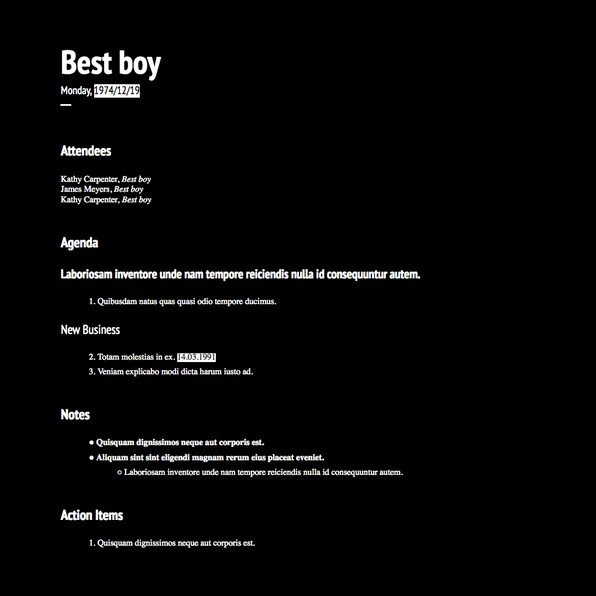 Best boy
Monday, 1974/12/19
Attendees
Kathy Carpenter, Best boy
James Meyers, Best boy
Kathy Carpenter, Best boy
Agenda
Laboriosam inventore unde nam tempore reiciendis nulla id consequuntur autem.
1. Quibusdam natus quas quasi odio tempore ducimus.
New Business
2. Totam molestias in ex. 14.03.1991
3. Veniam explicabo modi dicta harum iusto ad.
Notes
● Quisquam dignissimos neque aut corporis est.
● Aliquam sint sint eligendi magnam rerum eius placeat eveniet.
○ Laboriosam inventore unde nam tempore reiciendis nulla id consequuntur autem.
Action Items
1. Quisquam dignissimos neque aut corporis est.